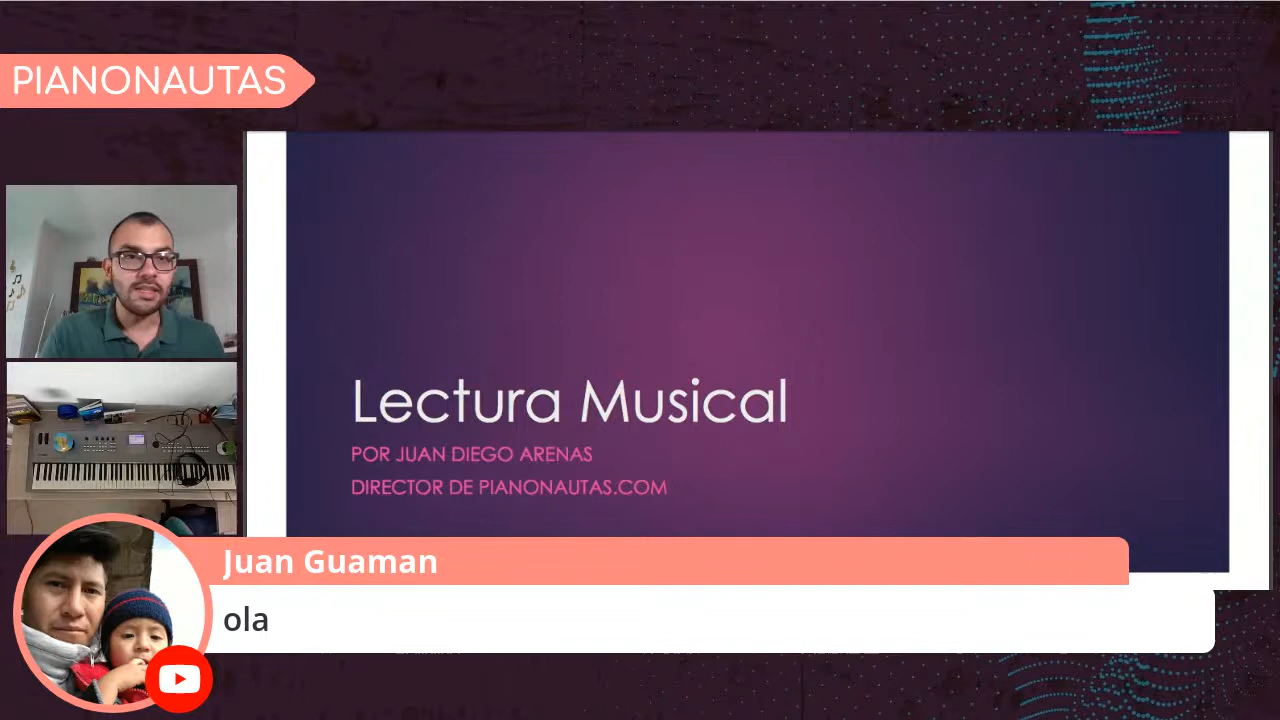 PIANONAUTAS
Lectura Musical
POR JUAN DIEGO ARENAS
DIRECTOR DE PIANONAUTAS.COM
Juan Guaman
ola